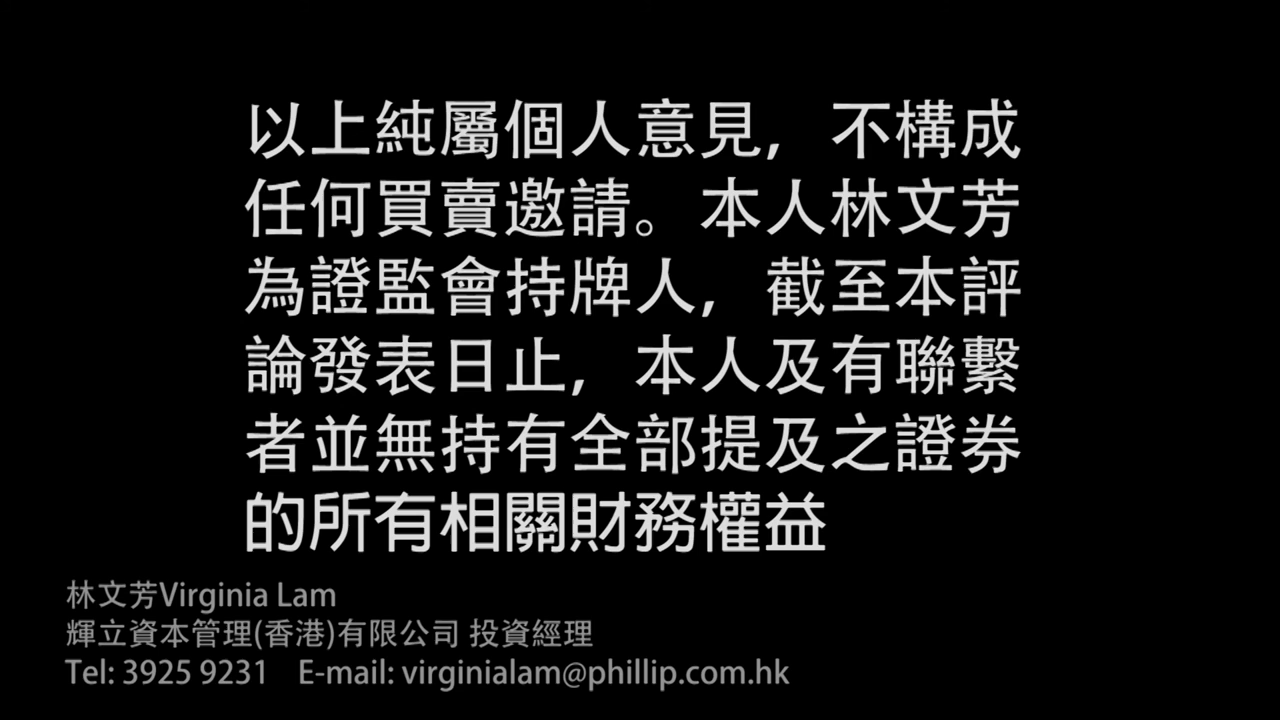 以上純屬個人意見，不構成
任何買賣邀請。本人林文芳
為證監會持牌人，截至本評
論發表日止，本人及有聯繫
者並無持有全部提及之證券
的所有相關財務權益
林文芳Virginia Lam
輝立資本管理(香港)有限公司 投資經理
Tel: 3925 9231 E-mail: virginialam@phillip.com.hk